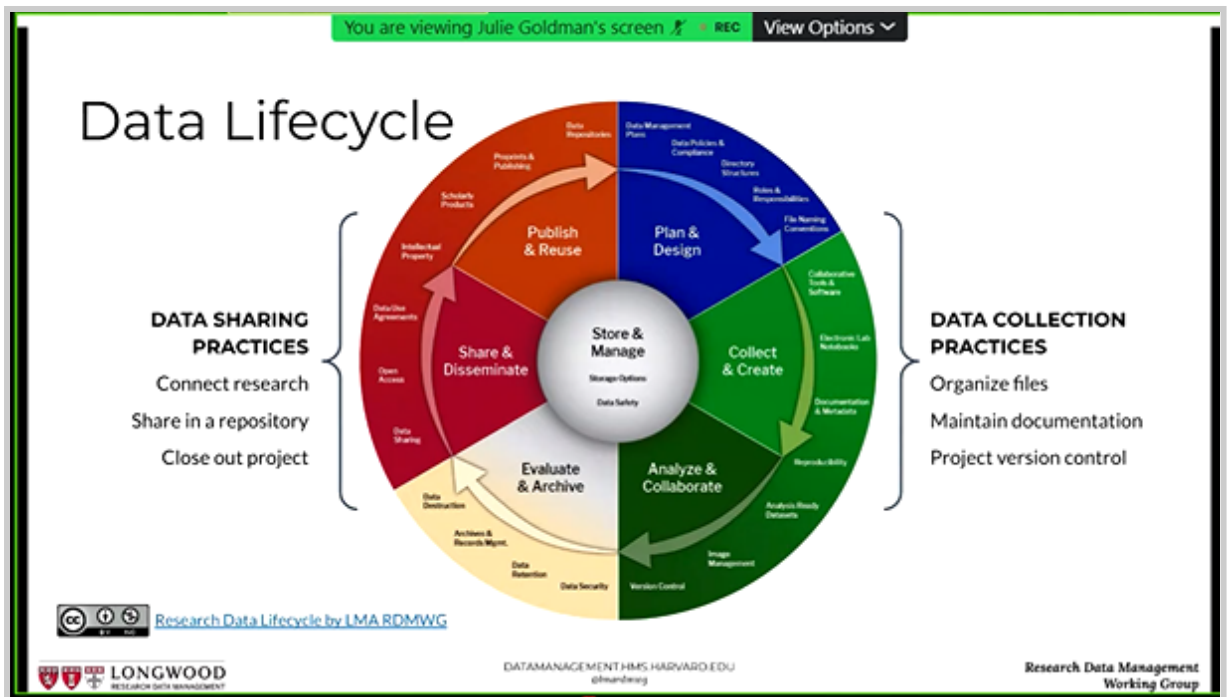 You are viewing Julie Goldman's screen REC View Options
Data Lifecycle
Data
Repositories
Preprints &
Publishing
Scholarly
Products
Intellectual
Property
Data Use
Agreements
Open
Access
Data
Sharing
Data Management
Plans
Data Policies &
Compliance
Directory
Structures
Roles &
Responsibilities
File Naming
Conventions
Collaborative
Tools &
Software
Electronic Lab
Notebooks
Documentation
& Metadata
Reproducibility
Analysis Ready
Datasets
Image
Management
Version Control
Data Security
Data
Retention
Archives &
Records Mgmt.
Data
Destruction
Publish
& Reuse
Plan &
Design
Share &
Disseminate
Store &
Manage
Storage Options
Data Safety
Collect
& Create
Evaluate
& Archive
Analyze &
Collaborate
DATA SHARING
PRACTICES
Connect research
Share in a repository
Close out project
DATA COLLECTION
PRACTICES
Organize files
Maintain documentation
Project version control
cc
BY NC
Research Data Lifecycle by LMA RDMWG
LONGWOOD
RESEARCH DATA MANAGEMENT
DATAMANAGEMENT.HMS.HARVARD.EDU
@lmardmwg
Research Data Management
Working Group